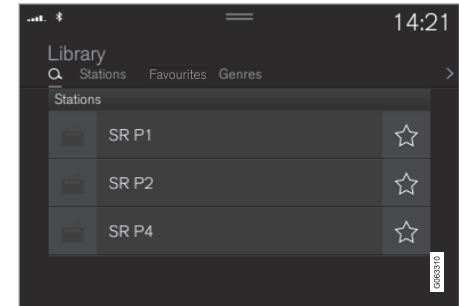 14:21
Library
Stations Favourites Genres
Stations
SR P1
SR P2
SR P4
G063310